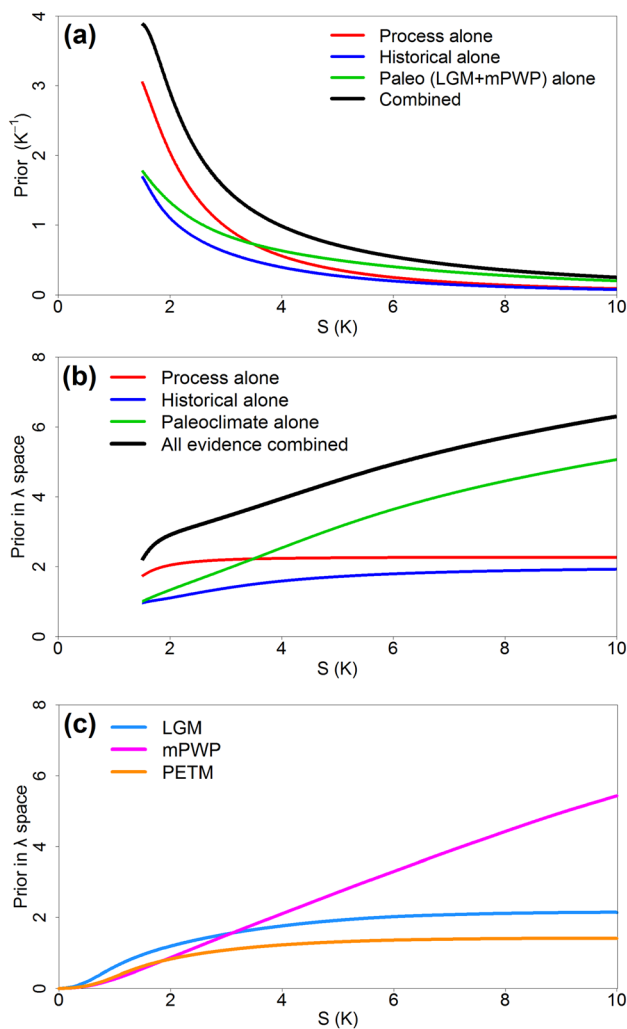 (a)
Process alone
Historical alone
Paleo (LGM+mPWP) alone
Combined
Prior (K⁻¹)
4
3
2
1
0
0 2 4 6 8 10
S (K)
(b)
Process alone
Historical alone
Paleoclimate alone
All evidence combined
Prior in λ space
8
6
4
2
0
0 2 4 6 8 10
S (K)
(c)
LGM
mPWP
PETM
Prior in λ space
8
6
4
2
0
0 2 4 6 8 10
S (K)